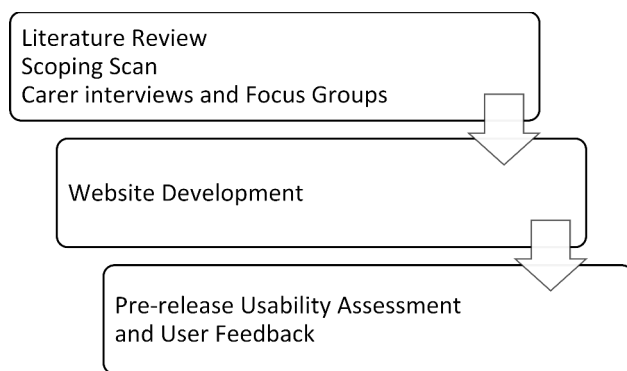 Literature Review
Scoping Scan
Carer interviews and Focus Groups
Website Development
Pre-release Usability Assessment
and User Feedback